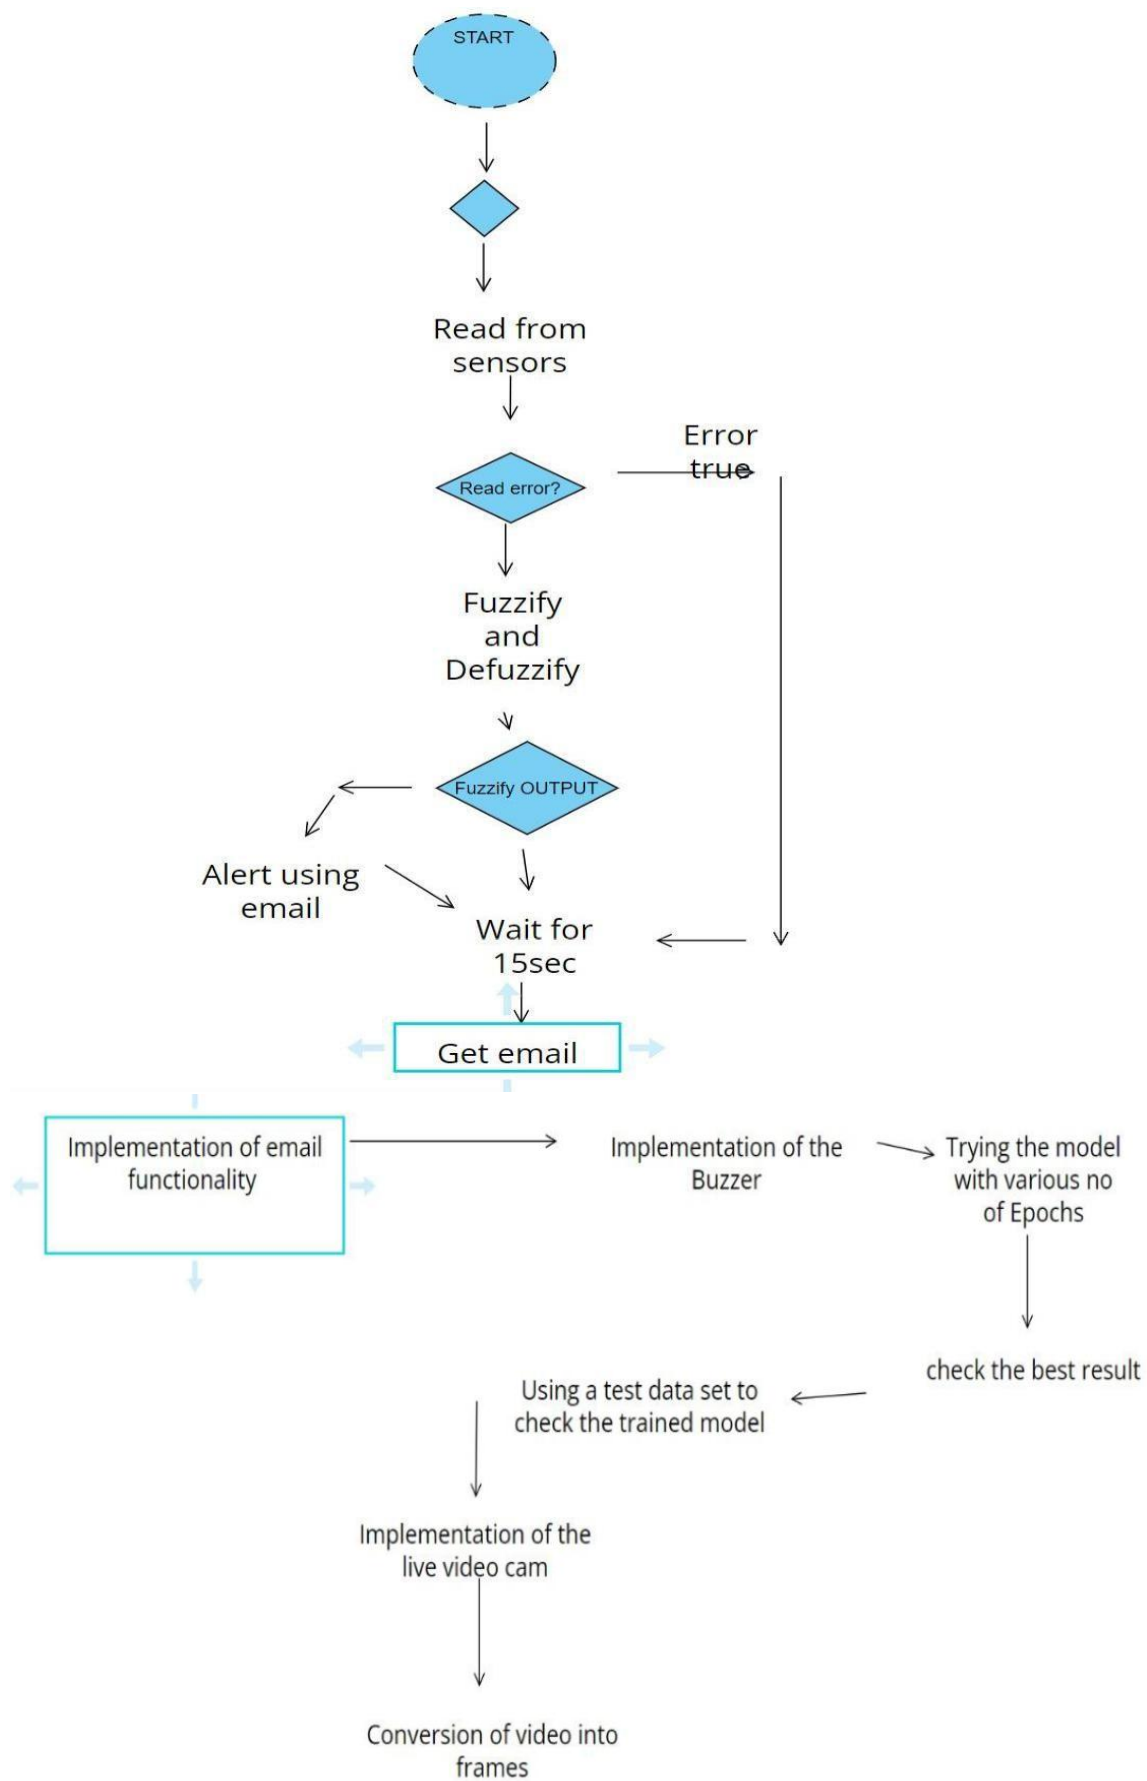 START
Read from
sensors
Error
true
Read error?
Fuzzify
and
Defuzzify
Fuzzify OUTPUT
Alert using
email
Wait for
15sec
Get email
Implementation of email
functionality
Implementation of the
Buzzer
Trying the model
with various no
of Epochs
check the best result
Using a test data set to
check the trained model
Implementation of the
live video cam
Conversion of video into
frames